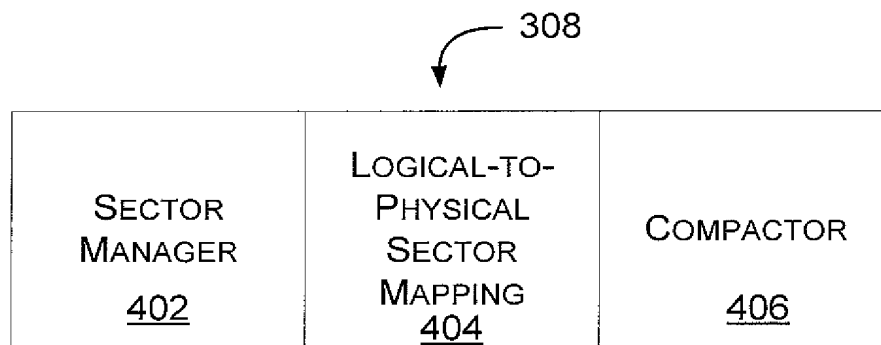 308
SECTOR
MANAGER
402
LOGICAL-TO-
PHYSICAL
SECTOR
MAPPING
404
COMPACTOR
406